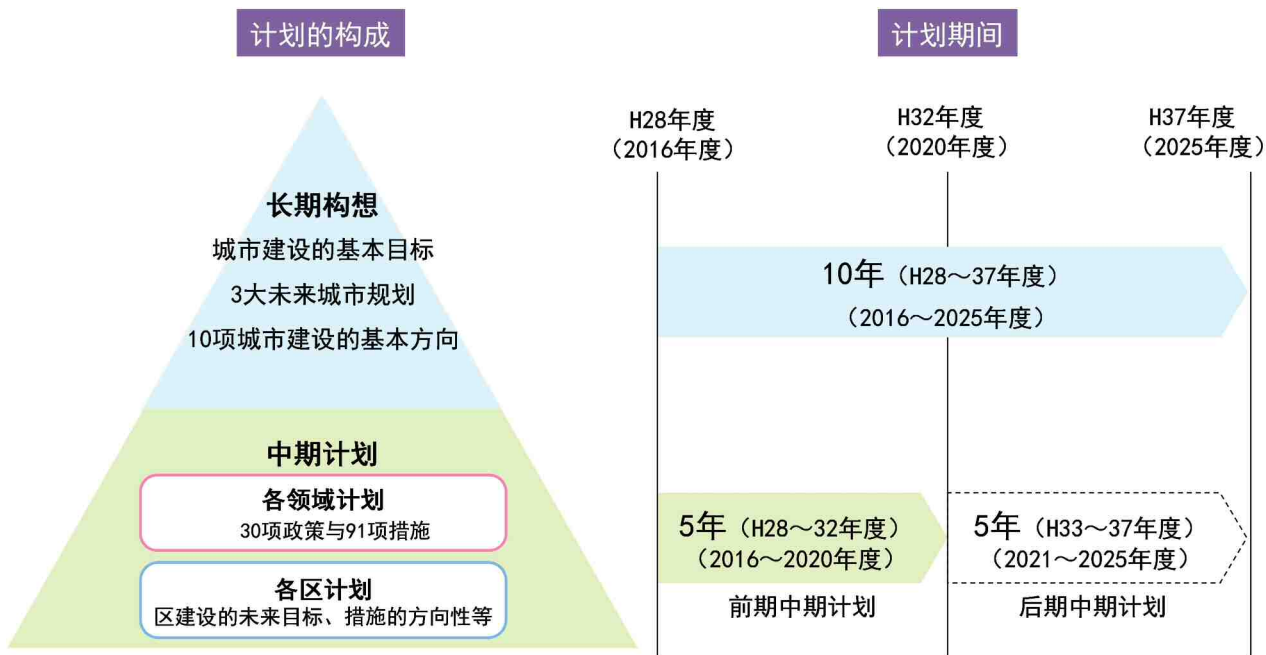 计划的构成
长期构想
城市建设的基本目标
3大未来城市规划
10项城市建设的基本方向
中期计划
各领域计划
30项政策与91项措施
各区计划
区建设的未来目标、措施的方向性等
计划期间
H28年度
（2016年度）
H32年度
（2020年度）
H37年度
（2025年度）
10年（H28～37年度）
（2016～2025年度）
5年（H28～32年度）
（2016～2020年度）
前期中期计划
5年（H33～37年度）
（2021～2025年度）
后期中期计划